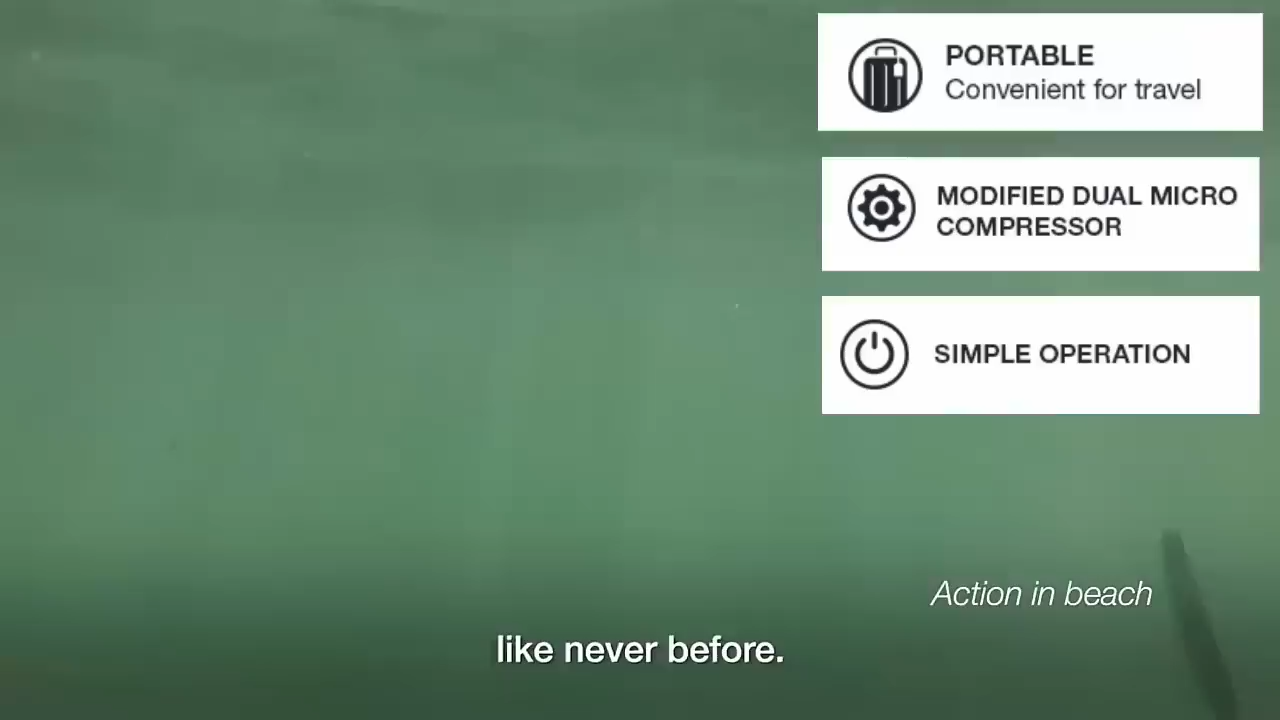 PORTABLE
Convenient for travel
MODIFIED DUAL MICRO
COMPRESSOR
SIMPLE OPERATION
Action in beach
like never before.